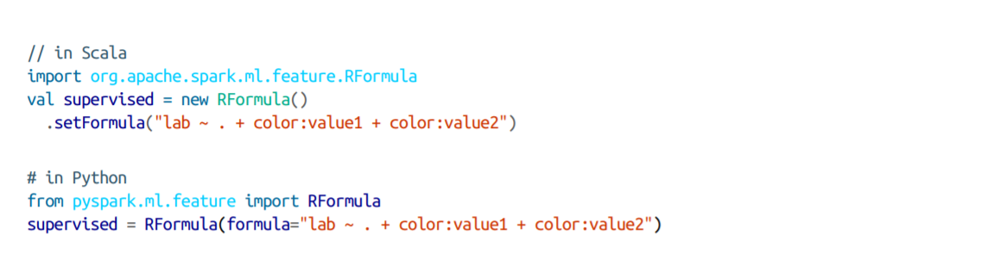 // in Scala
import org.apache.spark.ml.feature.RFormula
val supervised = new RFormula()
  .setFormula("lab ~ . + color:value1 + color:value2")
# in Python
from pyspark.ml.feature import RFormula
supervised = RFormula(formula="lab ~ . + color:value1 + color:value2")